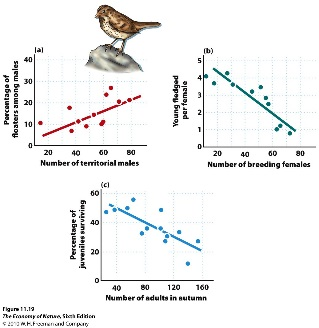 (a)
Percentage of
floaters among males
40
30
20
10
0
20
40
60
80
Number of territorial males
(b)
Young fledged
per female
5
4
3
2
1
0
20
40
60
80
Number of breeding females
(c)
Percentage of
juveniles surviving
60
40
20
0
40
80
120
160
Number of adults in autumn
Figure 11.19
The Economy of Nature, Sixth Edition
© 2010 W.H. Freeman and Company